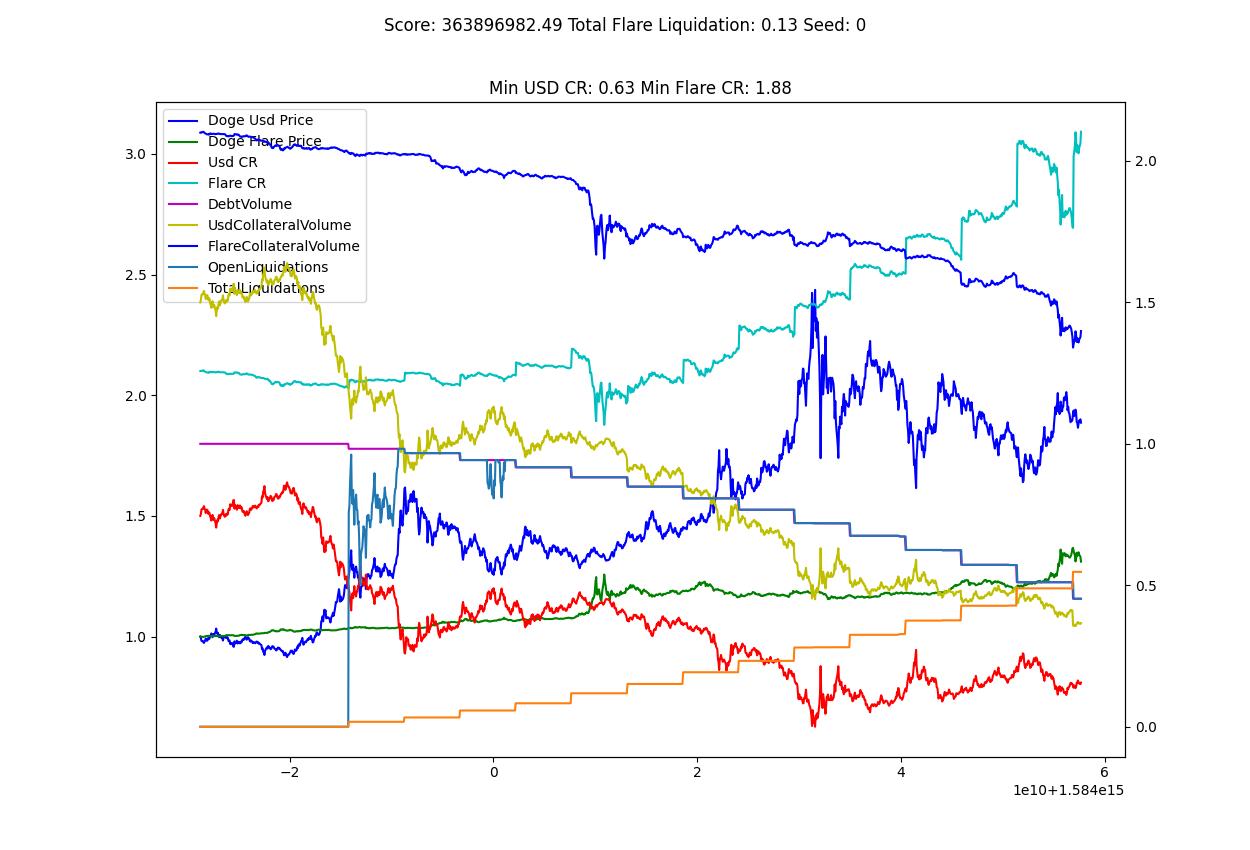 Score: 363896982.49 Total Flare Liquidation: 0.13 Seed: 0
Min USD CR: 0.63 Min Flare CR: 1.88
Doge Usd Price
Doge Flare Price
Usd CR
Flare CR
DebtVolume
UsdCollateralVolume
FlareCollateralVolume
OpenLiquidations
TotalLiquidations
3.0
2.5
2.0
1.5
1.0
2.0
1.5
1.0
0.5
0.0
−2
0
2
4
6
1e10+1.584e15